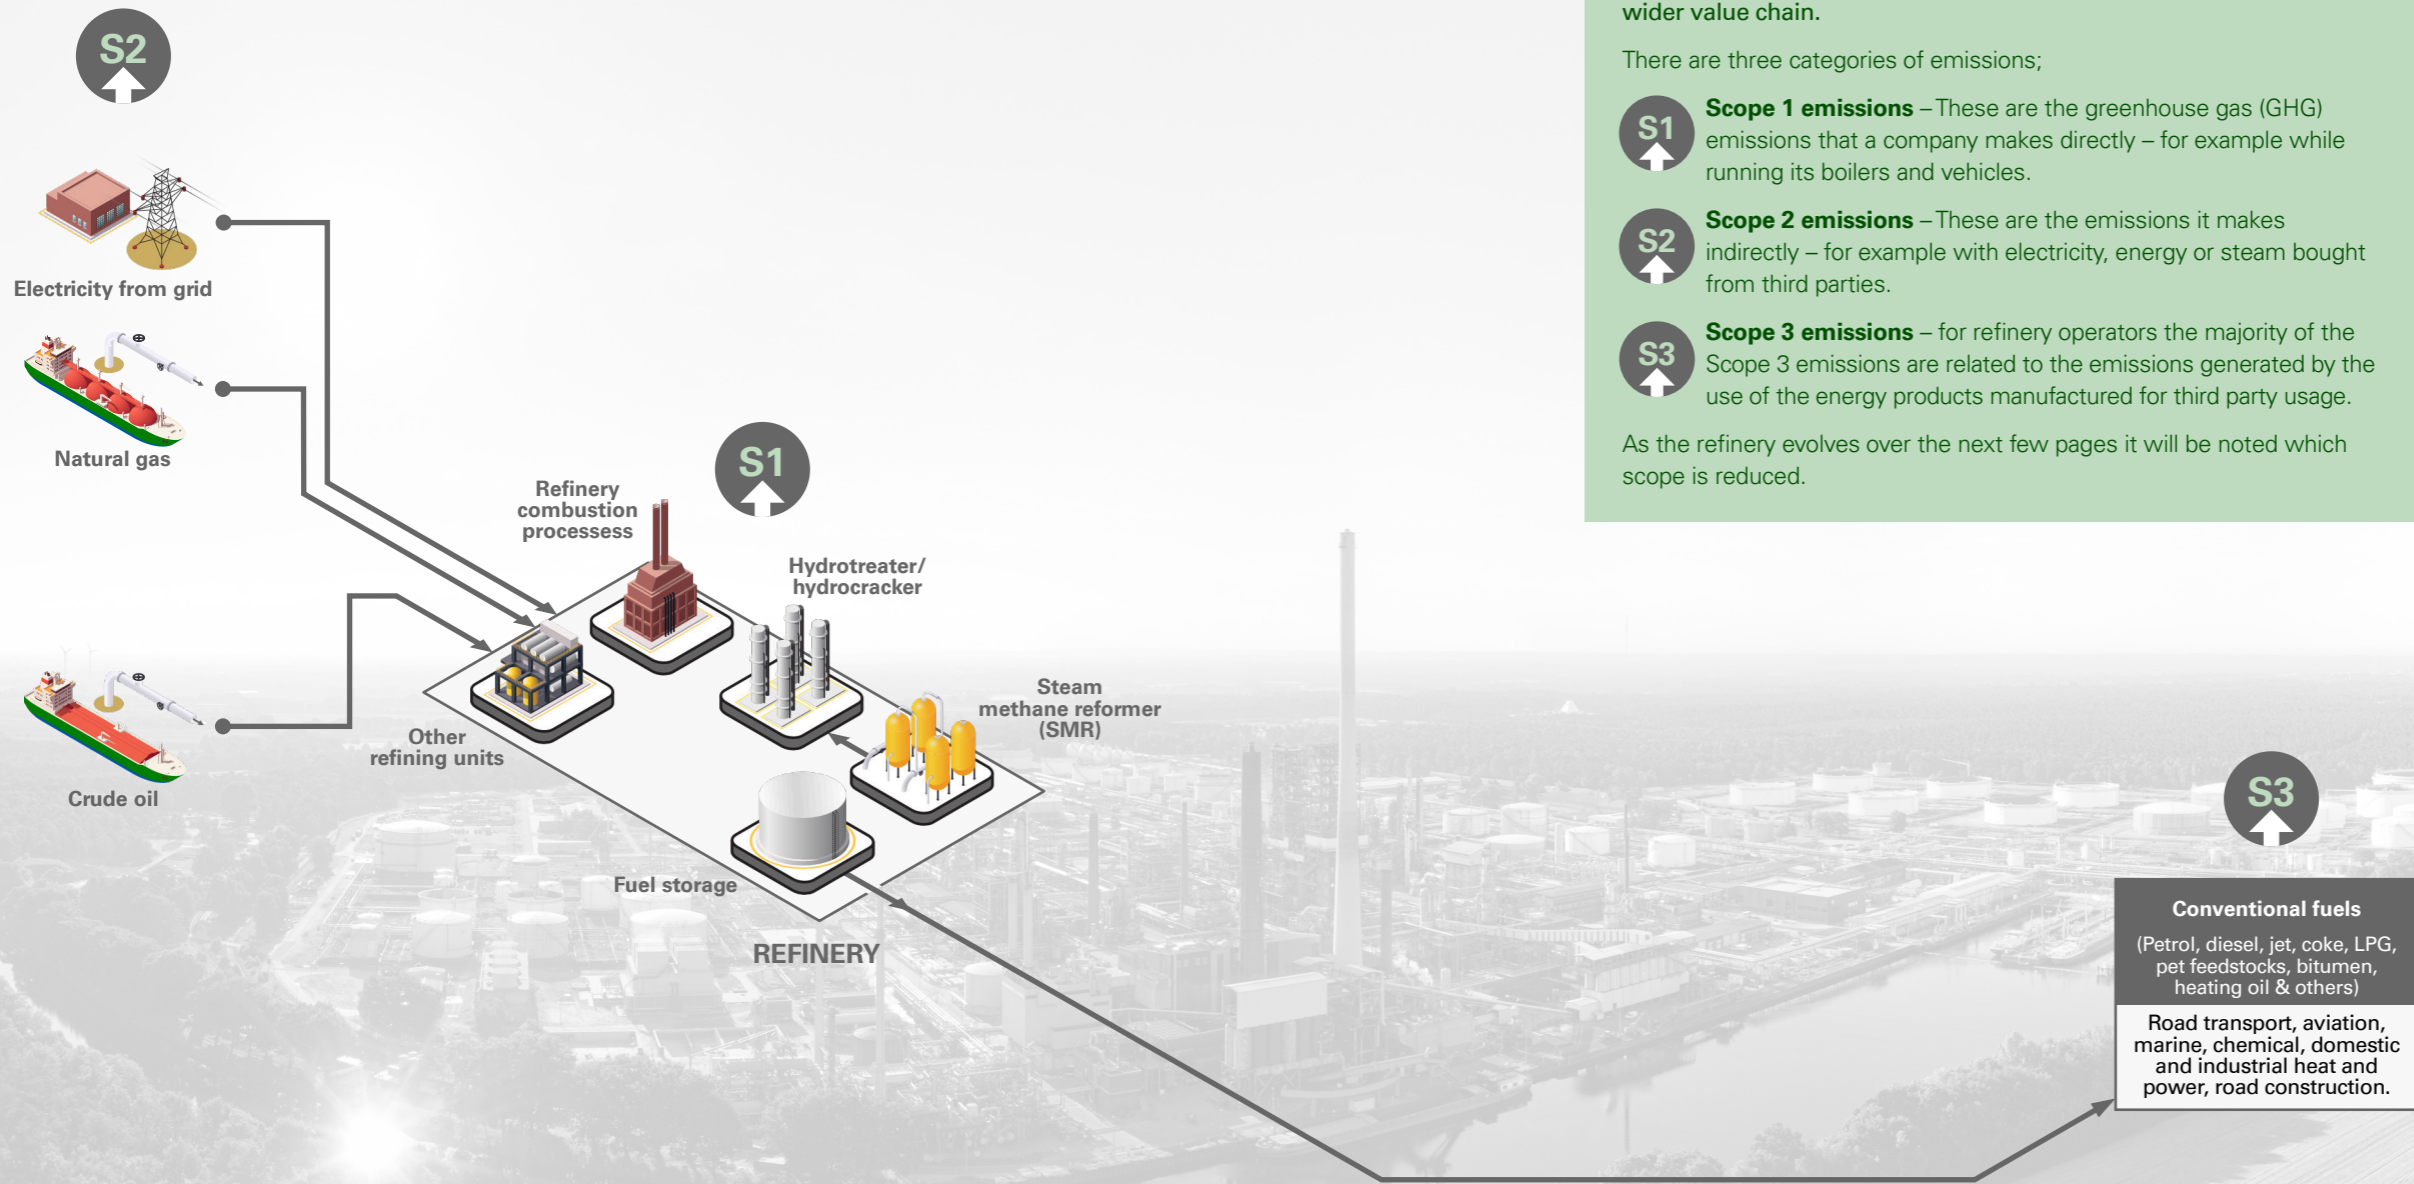 S2
Electricity from grid
Natural gas
Crude oil
S1
Refinery
combustion
processess
Hydrotreater/
hydrocracker
Steam
methane reformer
(SMR)
Other
refining units
Fuel storage
REFINERY
wider value chain.
There are three categories of emissions;
S1
Scope 1 emissions – These are the greenhouse gas (GHG)
emissions that a company makes directly – for example while
running its boilers and vehicles.
S2
Scope 2 emissions – These are the emissions it makes
indirectly – for example with electricity, energy or steam bought
from third parties.
S3
Scope 3 emissions – for refinery operators the majority of the
Scope 3 emissions are related to the emissions generated by the
use of the energy products manufactured for third party usage.
As the refinery evolves over the next few pages it will be noted which
scope is reduced.
S3
Conventional fuels
(Petrol, diesel, jet, coke, LPG,
pet feedstocks, bitumen,
heating oil & others)
Road transport, aviation,
marine, chemical, domestic
and industrial heat and
power, road construction.